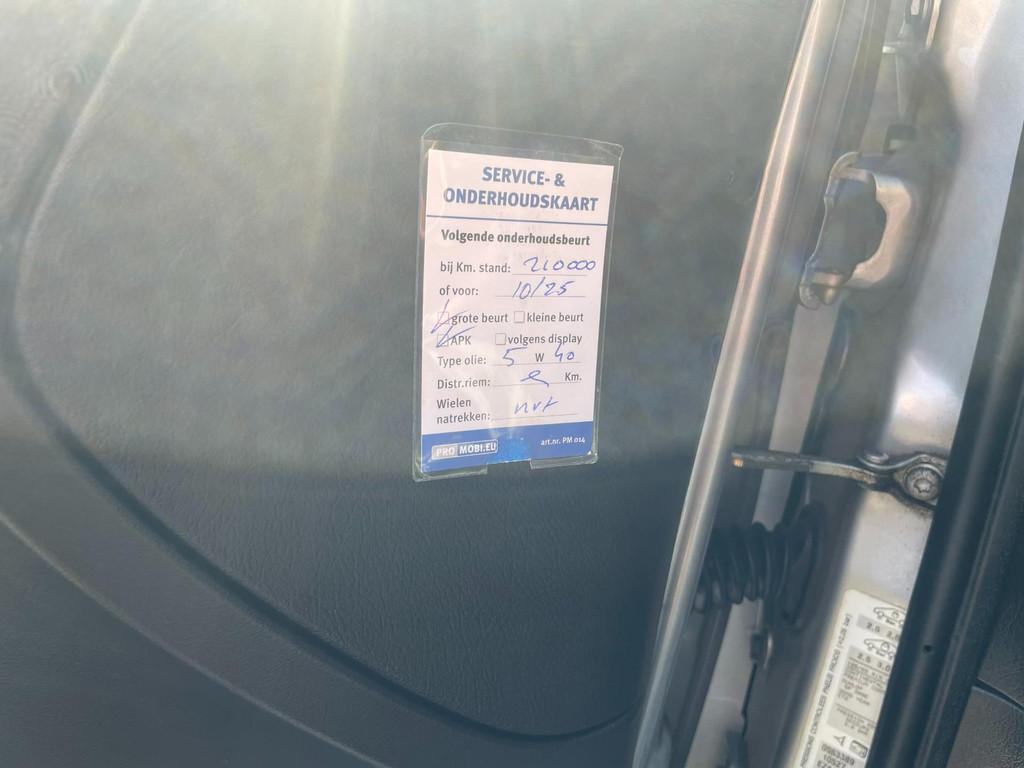 SERVICE- &
ONDERHOUDSKAART
Volgende onderhoudsbeurt
bij Km. stand: 210000
of voor: 10/25
grote beurt kleine beurt
APK volgens display
Type olie: 5 W 40
Distr.riem: Km.
Wielen
natrekken: nvt
PRO MOBI.EU art.nr. PM 014